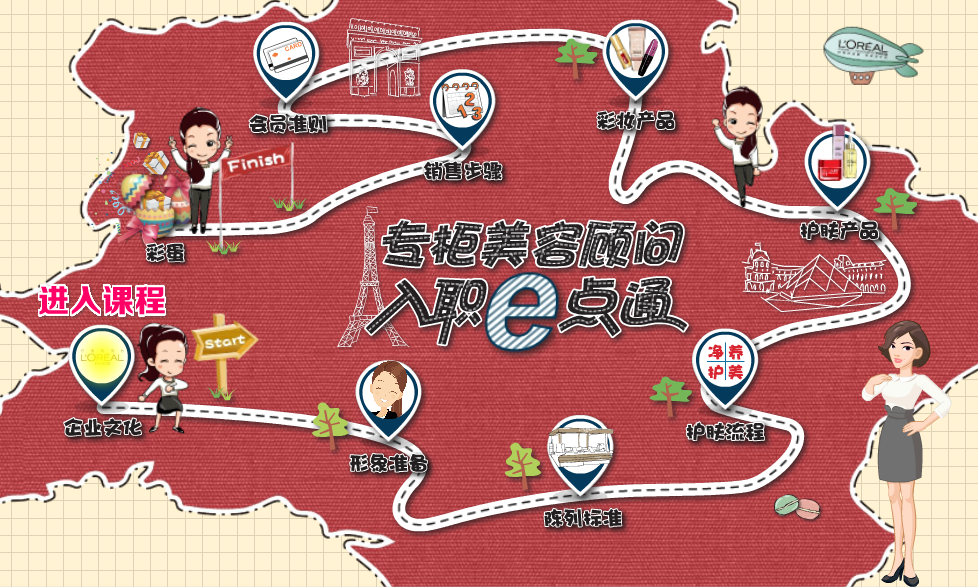 CARD
L'ORÉAL
会员准则
123
彩妆产品
Finish
销售步骤
彩蛋
护肤产品
专柜美容顾问
入职e点通
进入课程
L'ORÉAL
Start
净养
护美
企业文化
形象准备
护肤流程
陈列标准